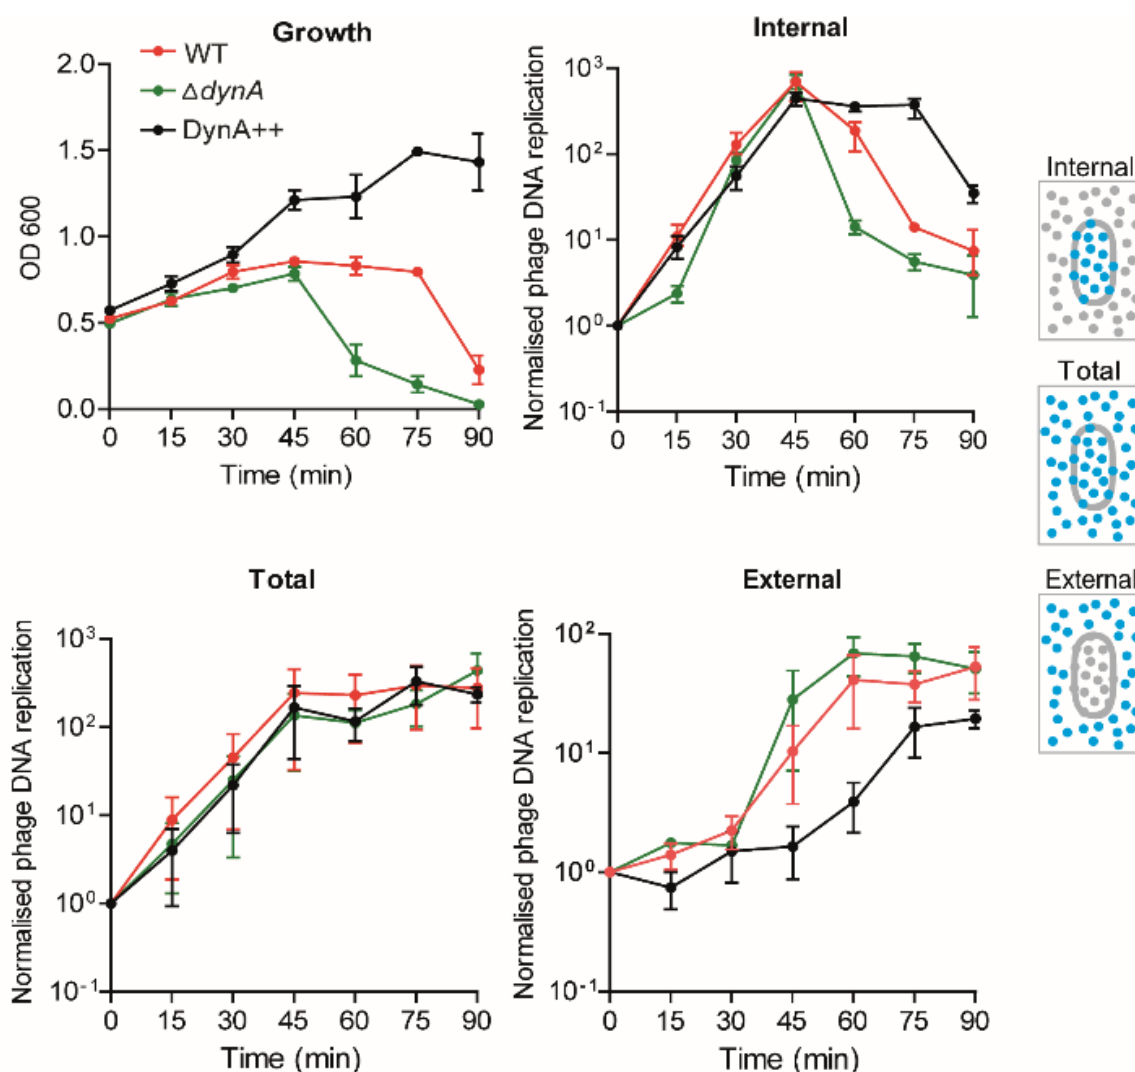 Growth
WT
ΔdynA
DynA++
OD 600
2.0
1.5
1.0
0.5
0.0
0 15 30 45 60 75 90
Time (min)
Internal
Normalised phage DNA replication
10³
10²
10¹
10⁰
10⁻¹
0 15 30 45 60 75 90
Time (min)
Internal
Total
External
Total
Normalised phage DNA replication
10³
10²
10¹
10⁰
10⁻¹
0 15 30 45 60 75 90
Time (min)
External
Normalised phage DNA replication
10²
10¹
10⁰
10⁻¹
0 15 30 45 60 75 90
Time (min)